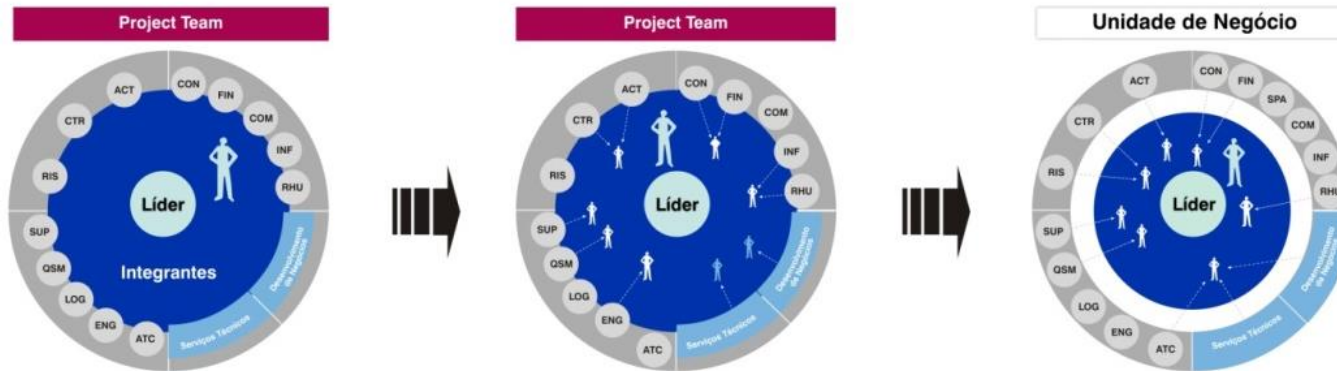 Project Team
ACT
CON
FIN
COM
INF
RHU
CTR
RIS
SUP
QSM
LOG
ENG
ATC
Líder
Integrantes
Serviços Técnicos
Desenvolvimento
de Negócios
Project Team
ACT
CON
FIN
COM
INF
RHU
CTR
RIS
SUP
QSM
LOG
ENG
ATC
Líder
Serviços Técnicos
Desenvolvimento
de Negócios
Unidade de Negócio
ACT
CON
FIN
SPA
COM
INF
RHU
CTR
RIS
SUP
QSM
LOG
ENG
ATC
Líder
Serviços Técnicos
Desenvolvimento
de Negócios